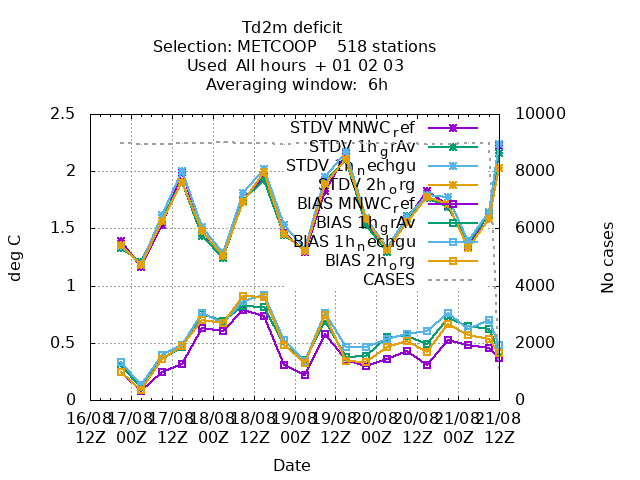 Td2m deficit
Selection: METCOOP 518 stations
Used All hours + 01 02 03
Averaging window: 6h
2.5
2
1.5
1
0.5
0
deg C
10000
8000
6000
4000
2000
0
No cases
STDV MNWC_ref
STDV 1h_grAv
STDV 1h_nechgu
STDV 2h_org
BIAS MNWC_ref
BIAS 1h_grAv
BIAS 1h_nechgu
BIAS 2h_org
CASES
16/08 17/08 17/08 18/08 18/08 19/08 19/08 20/08 20/08 21/08 21/08
12Z 00Z 12Z 00Z 12Z 00Z 12Z 00Z 12Z 00Z 12Z
Date